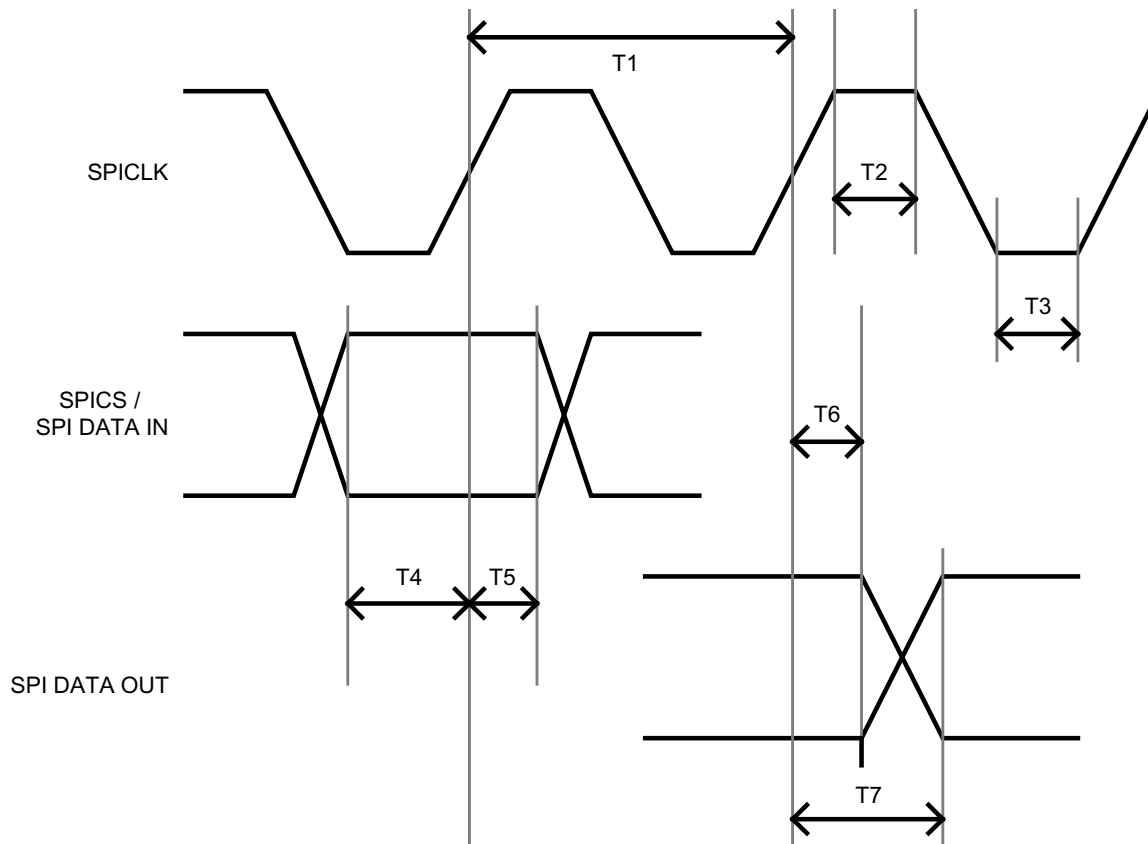 T1
SPICLK
T2
T3
SPICS /
SPI DATA IN
T6
T4
T5
SPI DATA OUT
T7